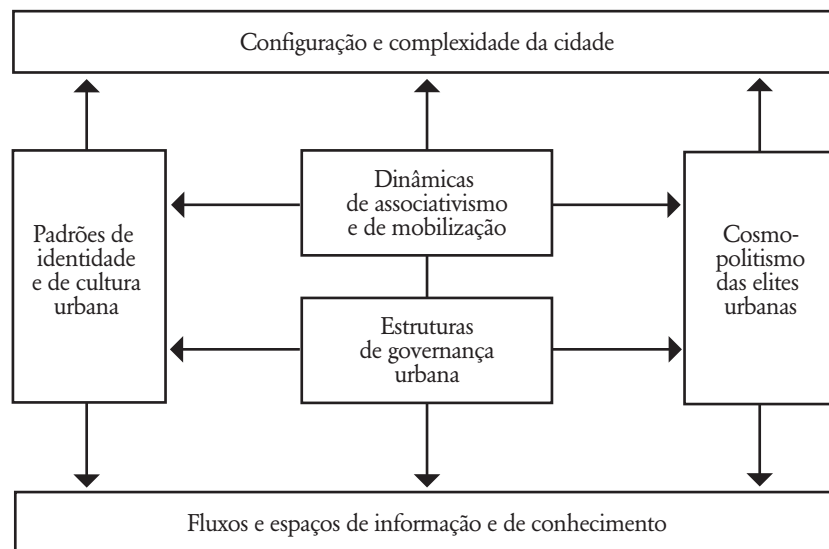 Configuração e complexidade da cidade
Padrões de
identidade
e de cultura
urbana
Dinâmicas
de associativismo
e de mobilização
Estruturas
de governança
urbana
Cosmo-
politismo
das elites
urbanas
Fluxos e espaços de informação e de conhecimento